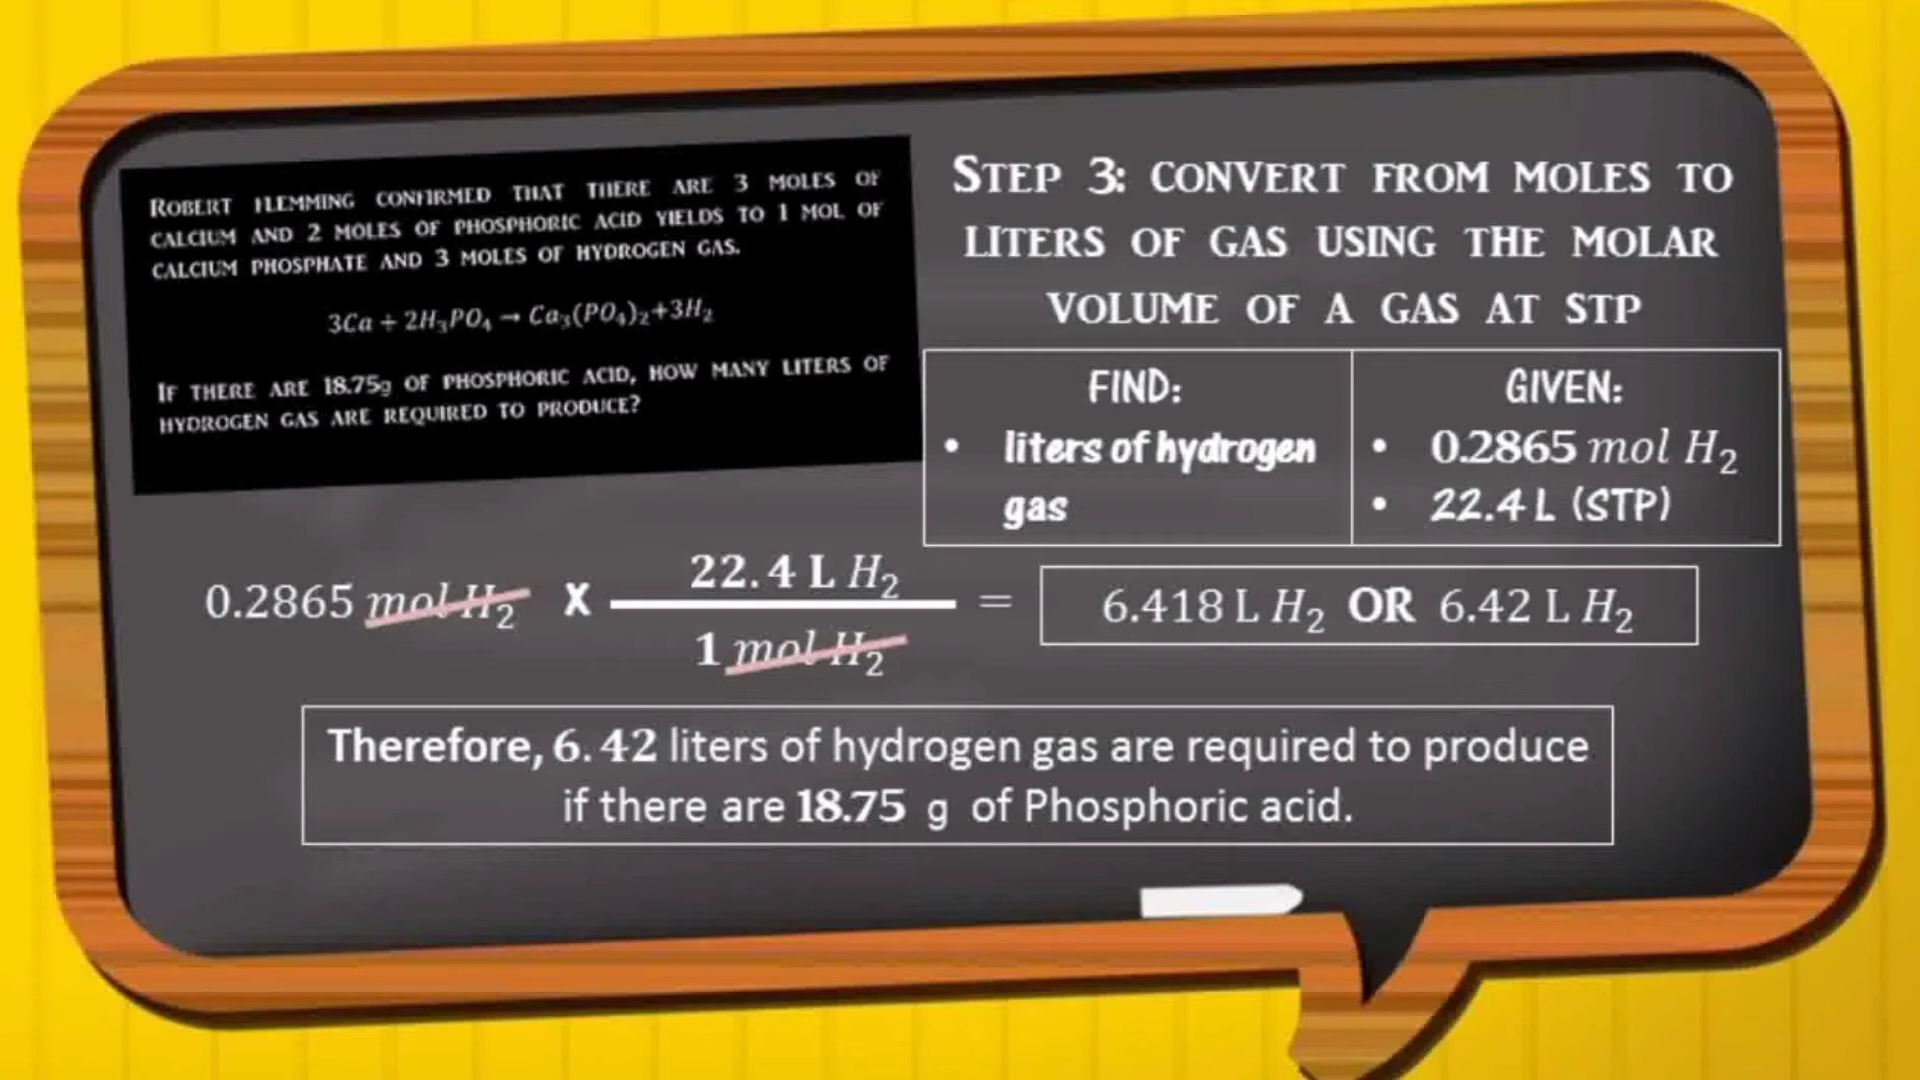 ROBERT FLEMMING CONFIRMED THAT THERE ARE 3 MOLES OF
CALCIUM AND 2 MOLES OF PHOSPHORIC ACID YIELDS TO 1 MOL OF
CALCIUM PHOSPHATE AND 3 MOLES OF HYDROGEN GAS.
3Ca + 2H₃PO₄ → Ca₃(PO₄)₂+3H₂
IF THERE ARE 18.75g OF PHOSPHORIC ACID, HOW MANY LITERS OF
HYDROGEN GAS ARE REQUIRED TO PRODUCE?
STEP 3: CONVERT FROM MOLES TO
LITERS OF GAS USING THE MOLAR
VOLUME OF A GAS AT STP
FIND:
• liters of hydrogen
gas
GIVEN:
• 0.2865 mol H₂
• 22.4 L (STP)
0.2865 mol H₂ X 22.4 L H₂ / 1 mol H₂ = 6.418 L H₂ OR 6.42 L H₂
Therefore, 6.42 liters of hydrogen gas are required to produce
if there are 18.75 g of Phosphoric acid.